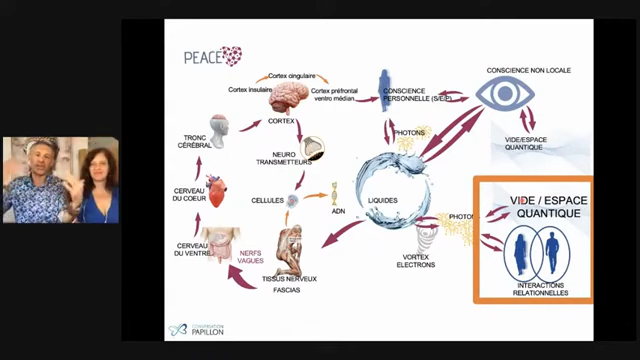 PEACE
Cortex cingulaire
Cortex insulaire
Cortex préfrontal
ventro médian
CORTEX
CONSCIENCE
PERSONNELLE (S/E/P)
CONSCIENCE NON LOCALE
VIDE/ESPACE
QUANTIQUE
TRONC
CÉRÉBRAL
NEURO
TRANSMETTEURS
PHOTONS
CERVEAU
DU COEUR
CELLULES
ADN
LIQUIDES
VIDE / ESPACE
QUANTIQUE
PHOTON
CERVEAU
DU VENTRE
NERFS
VAGUES
VORTEX
ELECTRONS
TISSUS NERVEUX
FASCIAS
INTERACTIONS
RELATIONNELLES
PAPILLON